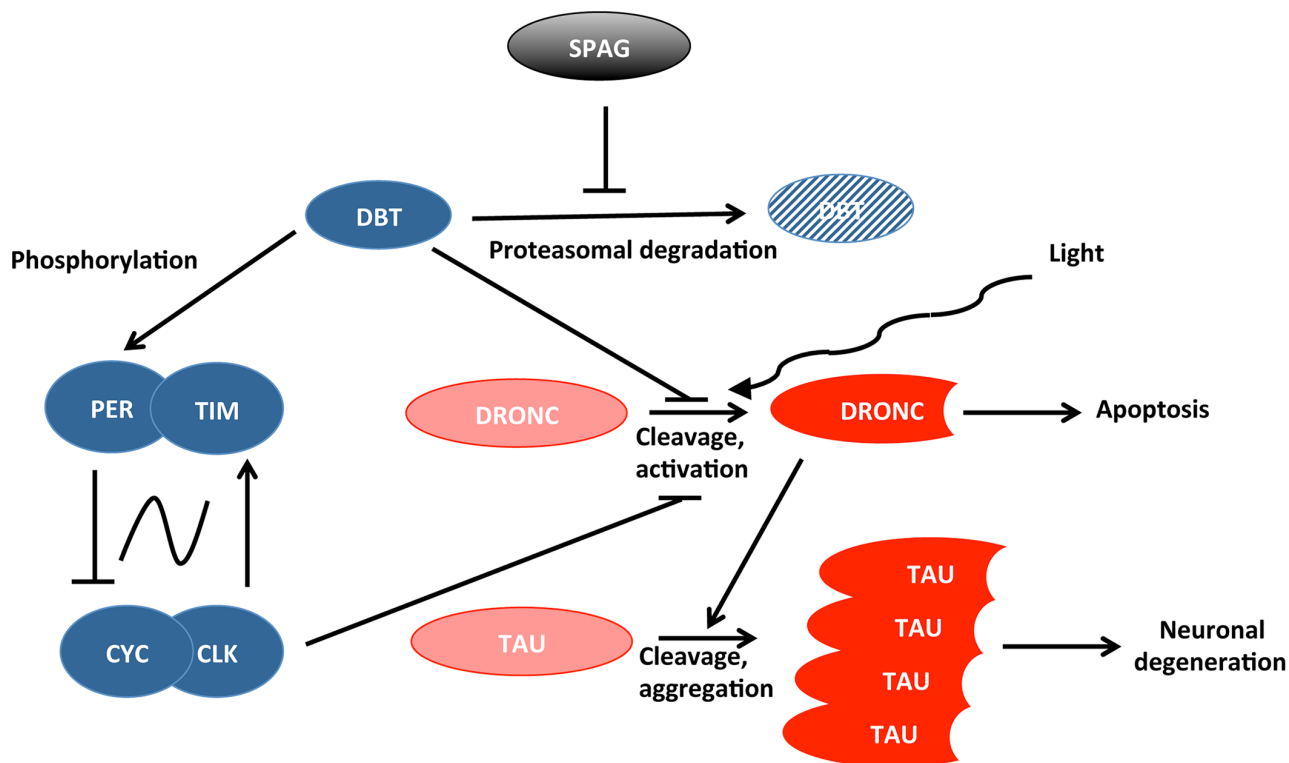 SPAG
DBT
DBT
Proteasomal degradation
Light
Phosphorylation
PER
TIM
DRONC
Cleavage,
activation
DRONC
Apoptosis
CYC
CLK
TAU
Cleavage,
aggregation
TAU
TAU
TAU
TAU
Neuronal
degeneration